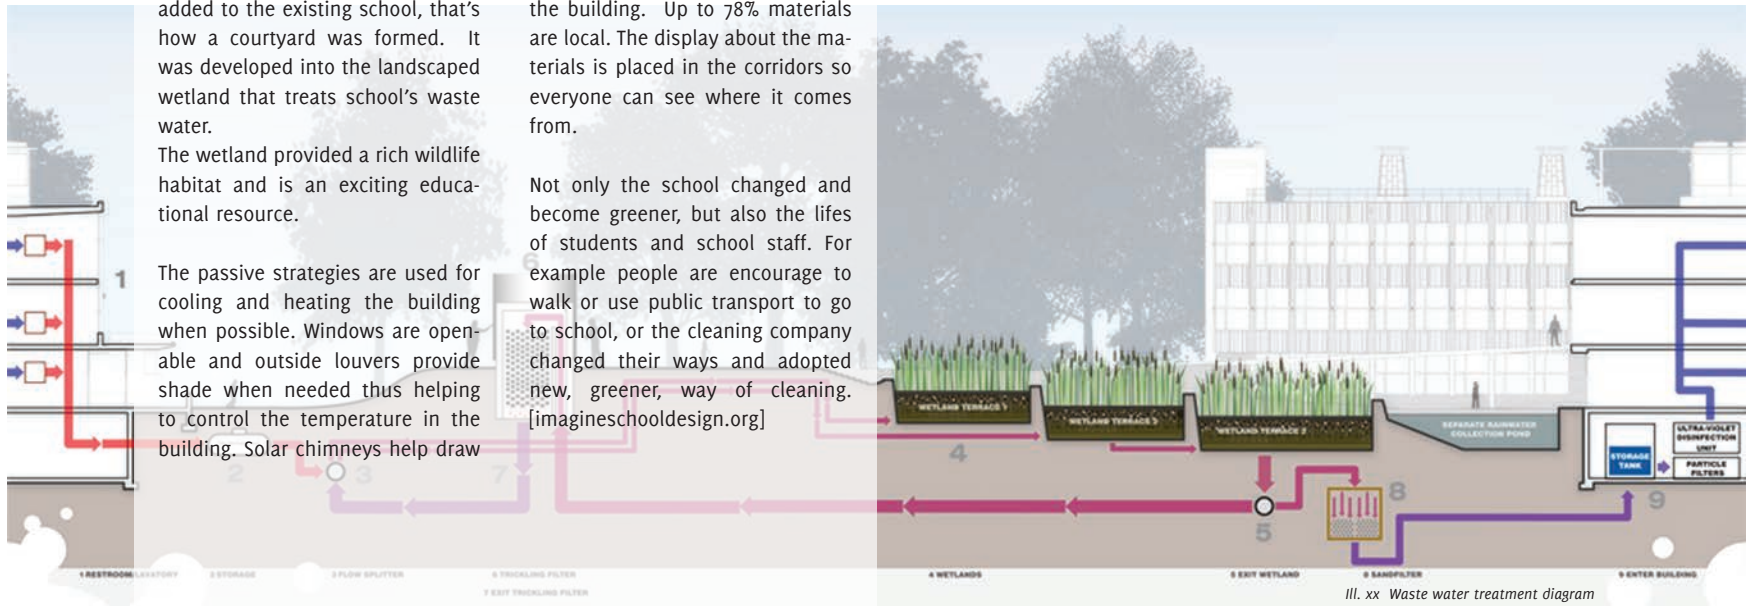 added to the existing school, that's
how a courtyard was formed. It
was developed into the landscaped
wetland that treats school's waste
water.
The wetland provided a rich wildlife
habitat and is an exciting educa-
tional resource.
The passive strategies are used for
cooling and heating the building
when possible. Windows are open-
able and outside louvers provide
shade when needed thus helping
to control the temperature in the
building. Solar chimneys help draw
the building. Up to 78% materials
are local. The display about the ma-
terials is placed in the corridors so
everyone can see where it comes
from.
Not only the school changed and
become greener, but also the lifes
of students and school staff. For
example people are encourage to
walk or use public transport to go
to school, or the cleaning company
changed their ways and adopted
new, greener, way of cleaning.
[imagineschooldesign.org]
1
2
3
6
7
4
5
8
9
WETLAND TERRACE 1
WETLAND TERRACE 3
WETLAND TERRACE 2
SEPARATE RAINWATER
COLLECTION POND
STORAGE
TANK
ULTRA-VIOLET
DISINFECTION
UNIT
PARTICLE
FILTERS
1 RESTROOM/LAVATORY
2 STORAGE
3 FLOW SPLITTER
6 TRICKLING FILTER
7 EXIT TRICKLING FILTER
4 WETLANDS
5 EXIT WETLAND
8 SANDFILTER
9 ENTER BUILDING
Ill. xx Waste water treatment diagram